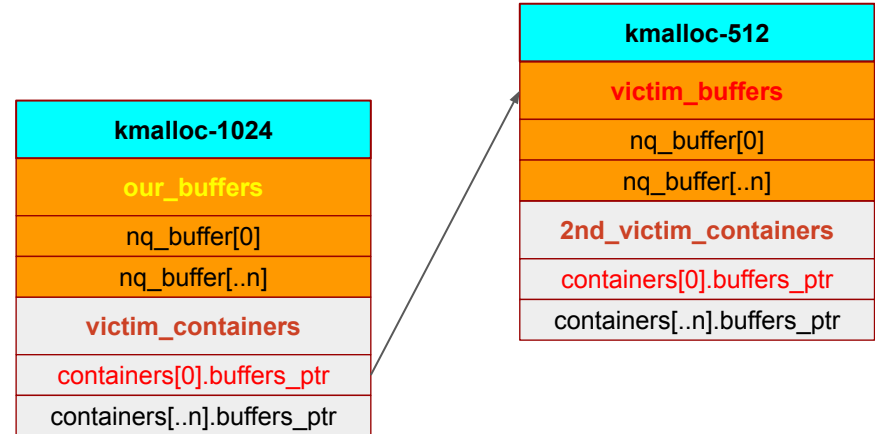 kmalloc-1024
our_buffers
nq_buffer[0]
nq_buffer[..n]
victim_containers
containers[0].buffers_ptr
containers[..n].buffers_ptr
kmalloc-512
victim_buffers
nq_buffer[0]
nq_buffer[..n]
2nd_victim_containers
containers[0].buffers_ptr
containers[..n].buffers_ptr